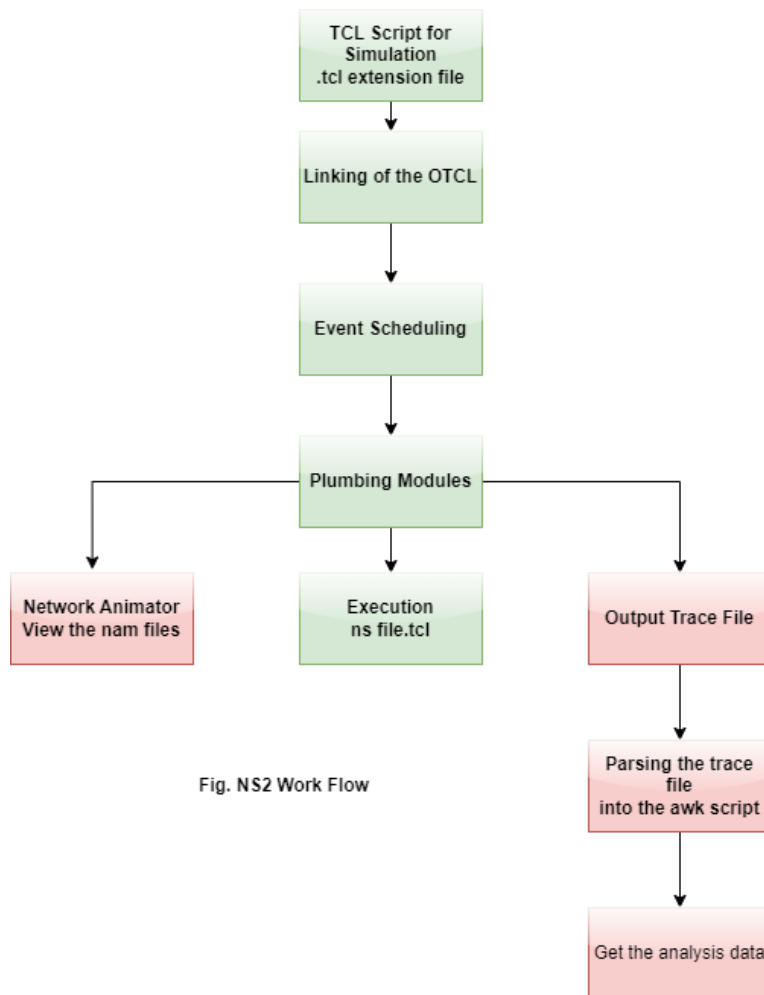 TCL Script for
Simulation
.tcl extension file
Linking of the OTCL
Event Scheduling
Plumbing Modules
Network Animator
View the nam files
Execution
ns file.tcl
Output Trace File
Parsing the trace
file
into the awk script
Fig. NS2 Work Flow
Get the analysis data